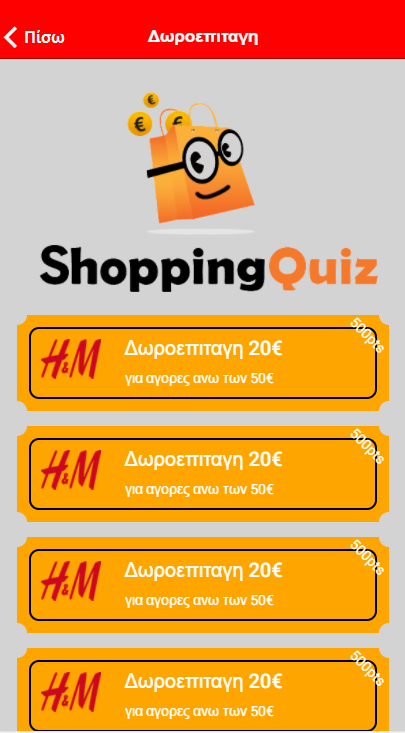 Πίσω
Δωροεπιταγη
€
€
€
ShoppingQuiz
500pts
H&M
Δωροεπιταγη 20€
για αγορες ανω των 50€
500pts
H&M
Δωροεπιταγη 20€
για αγορες ανω των 50€
500pts
H&M
Δωροεπιταγη 20€
για αγορες ανω των 50€
500pts
H&M
Δωροεπιταγη 20€
για αγορες ανω των 50€